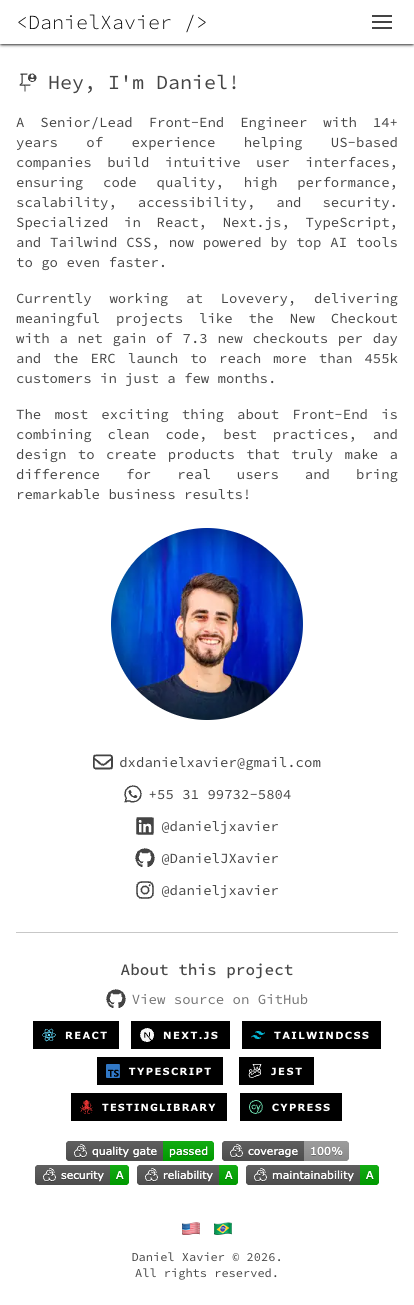 <DanielXavier />
Hey, I'm Daniel!
A Senior/Lead Front-End Engineer with 14+
years of experience helping US-based
companies build intuitive user interfaces,
ensuring code quality, high performance,
scalability, accessibility, and security.
Specialized in React, Next.js, TypeScript,
and Tailwind CSS, now powered by top AI tools
to go even faster.
Currently working at Lovevery, delivering
meaningful projects like the New Checkout
with a net gain of 7.3 new checkouts per day
and the ERC launch to reach more than 455k
customers in just a few months.
The most exciting thing about Front-End is
combining clean code, best practices, and
design to create products that truly make a
difference for real users and bring
remarkable business results!
dxdanielxavier@gmail.com
+55 31 99732-5804
@danieljxavier
@DanielJXavier
@danieljxavier
About this project
View source on GitHub
REACT NEXT.JS TAILWINDCSS
TYPESCRIPT JEST
TESTINGLIBRARY CYPRESS
quality gate passed coverage 100%
security A reliability A maintainability A
Daniel Xavier © 2026.
All rights reserved.